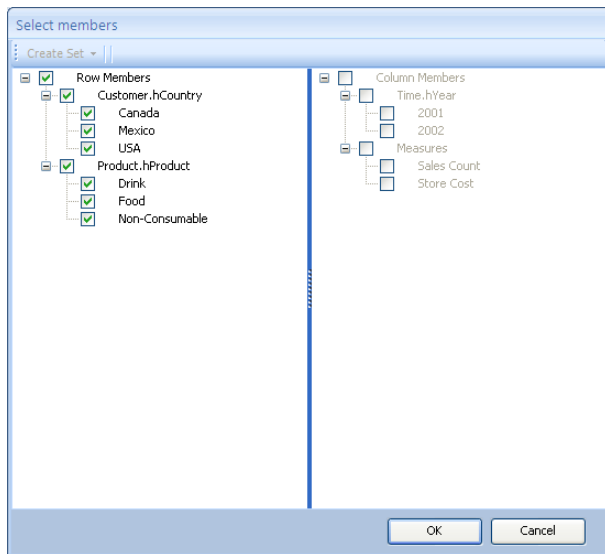 Select members
Create Set
Row Members
Customer.hCountry
Canada
Mexico
USA
Product.hProduct
Drink
Food
Non-Consumable
Column Members
Time.hYear
2001
2002
Measures
Sales Count
Store Cost
OK
Cancel